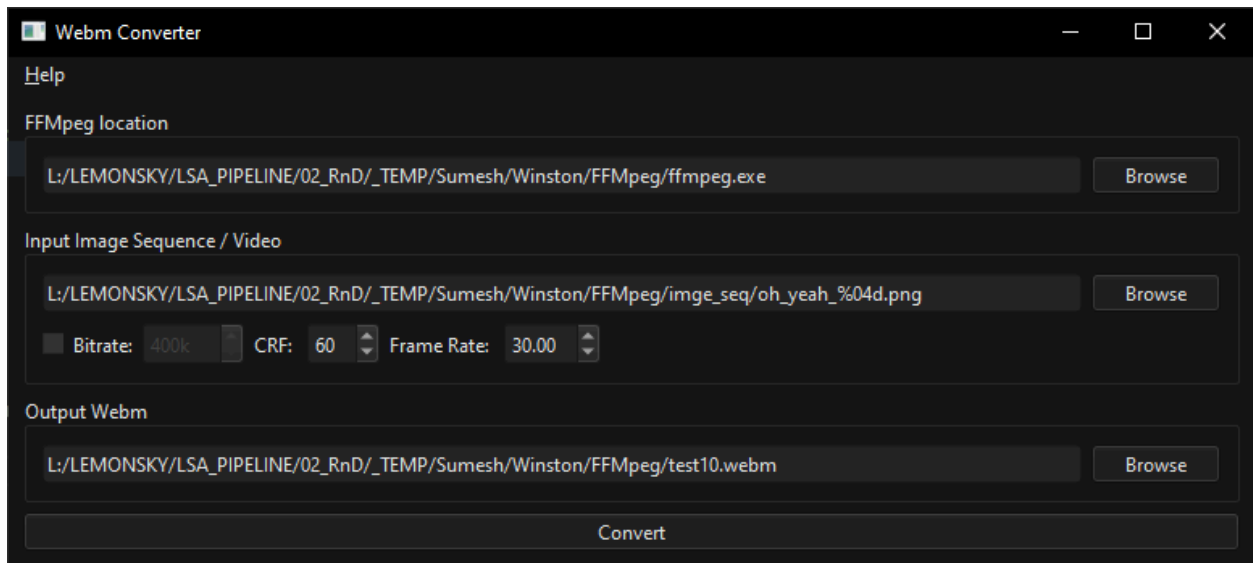 Webm Converter
Help
FFMpeg location
L:/LEMONSKY/LSA_PIPELINE/02_RnD/_TEMP/Sumesh/Winston/FFMpeg/ffmpeg.exe Browse
Input Image Sequence / Video
L:/LEMONSKY/LSA_PIPELINE/02_RnD/_TEMP/Sumesh/Winston/FFMpeg/imge_seq/oh_yeah_%04d.png Browse
Bitrate: 400k CRF: 60 Frame Rate: 30.00
Output Webm
L:/LEMONSKY/LSA_PIPELINE/02_RnD/_TEMP/Sumesh/Winston/FFMpeg/test10.webm Browse
Convert